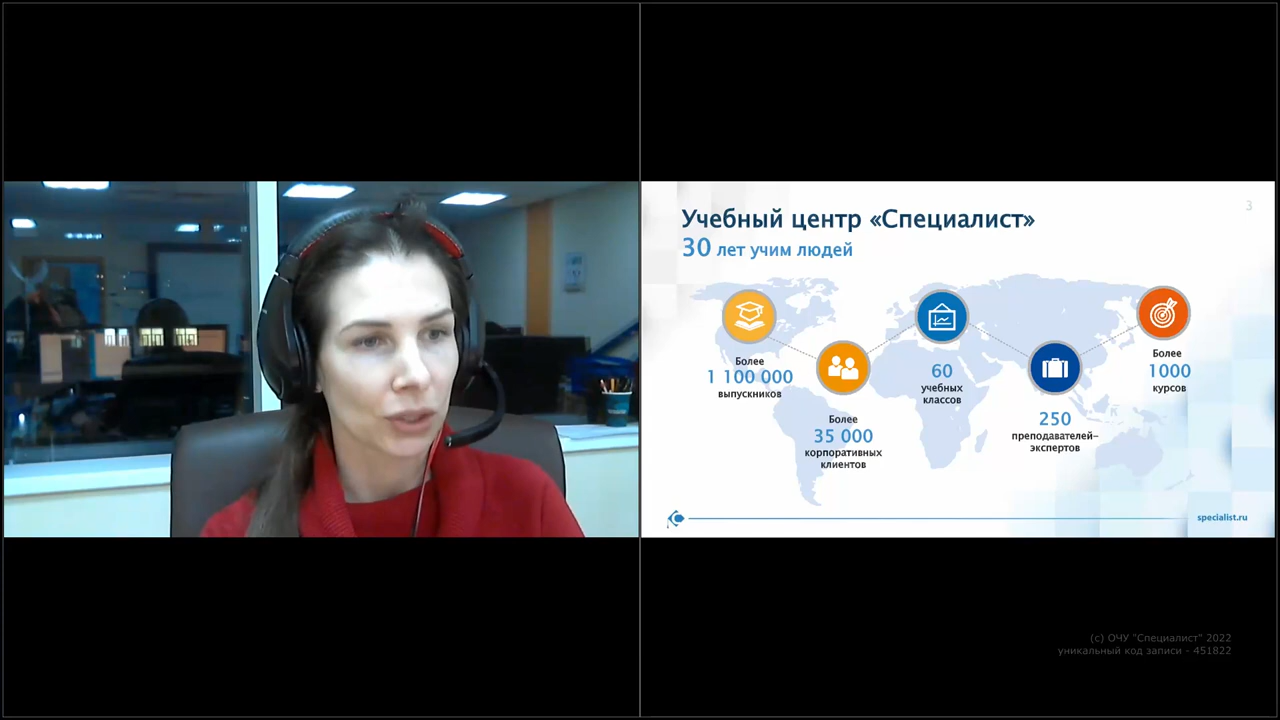 3
Учебный центр «Специалист»
30 лет учим людей
Более
1 100 000
выпускников
Более
35 000
корпоративных
клиентов
60
учебных
классов
250
преподавателей–
экспертов
Более
1000
курсов
specialist.ru
(с) ОЧУ "Специалист" 2022
уникальный код записи - 451822